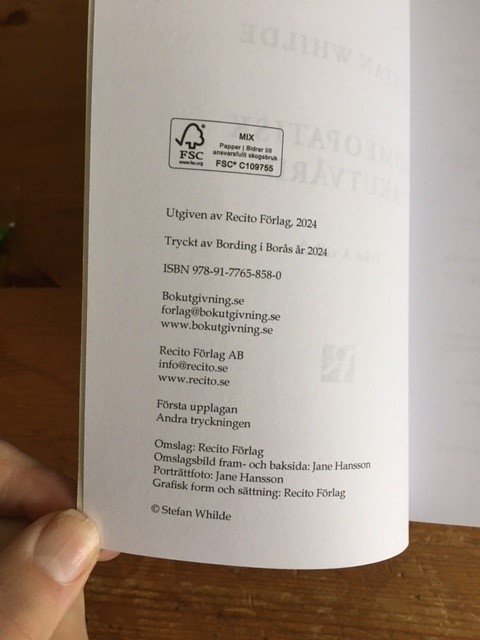 FSC
www.fsc.org
MIX
Papper | Bidrar till
ansvarsfullt skogsbruk
FSC® C109755
Utgiven av Recito Förlag, 2024
Tryckt av Bording i Borås år 2024
ISBN 978-91-7765-858-0
Bokutgivning.se
forlag@bokutgivning.se
www.bokutgivning.se
Recito Förlag AB
info@recito.se
www.recito.se
Första upplagan
Andra tryckningen
Omslag: Recito Förlag
Omslagsbild fram- och baksida: Jane Hansson
Porträttfoto: Jane Hansson
Grafisk form och sättning: Recito Förlag
© Stefan Whilde